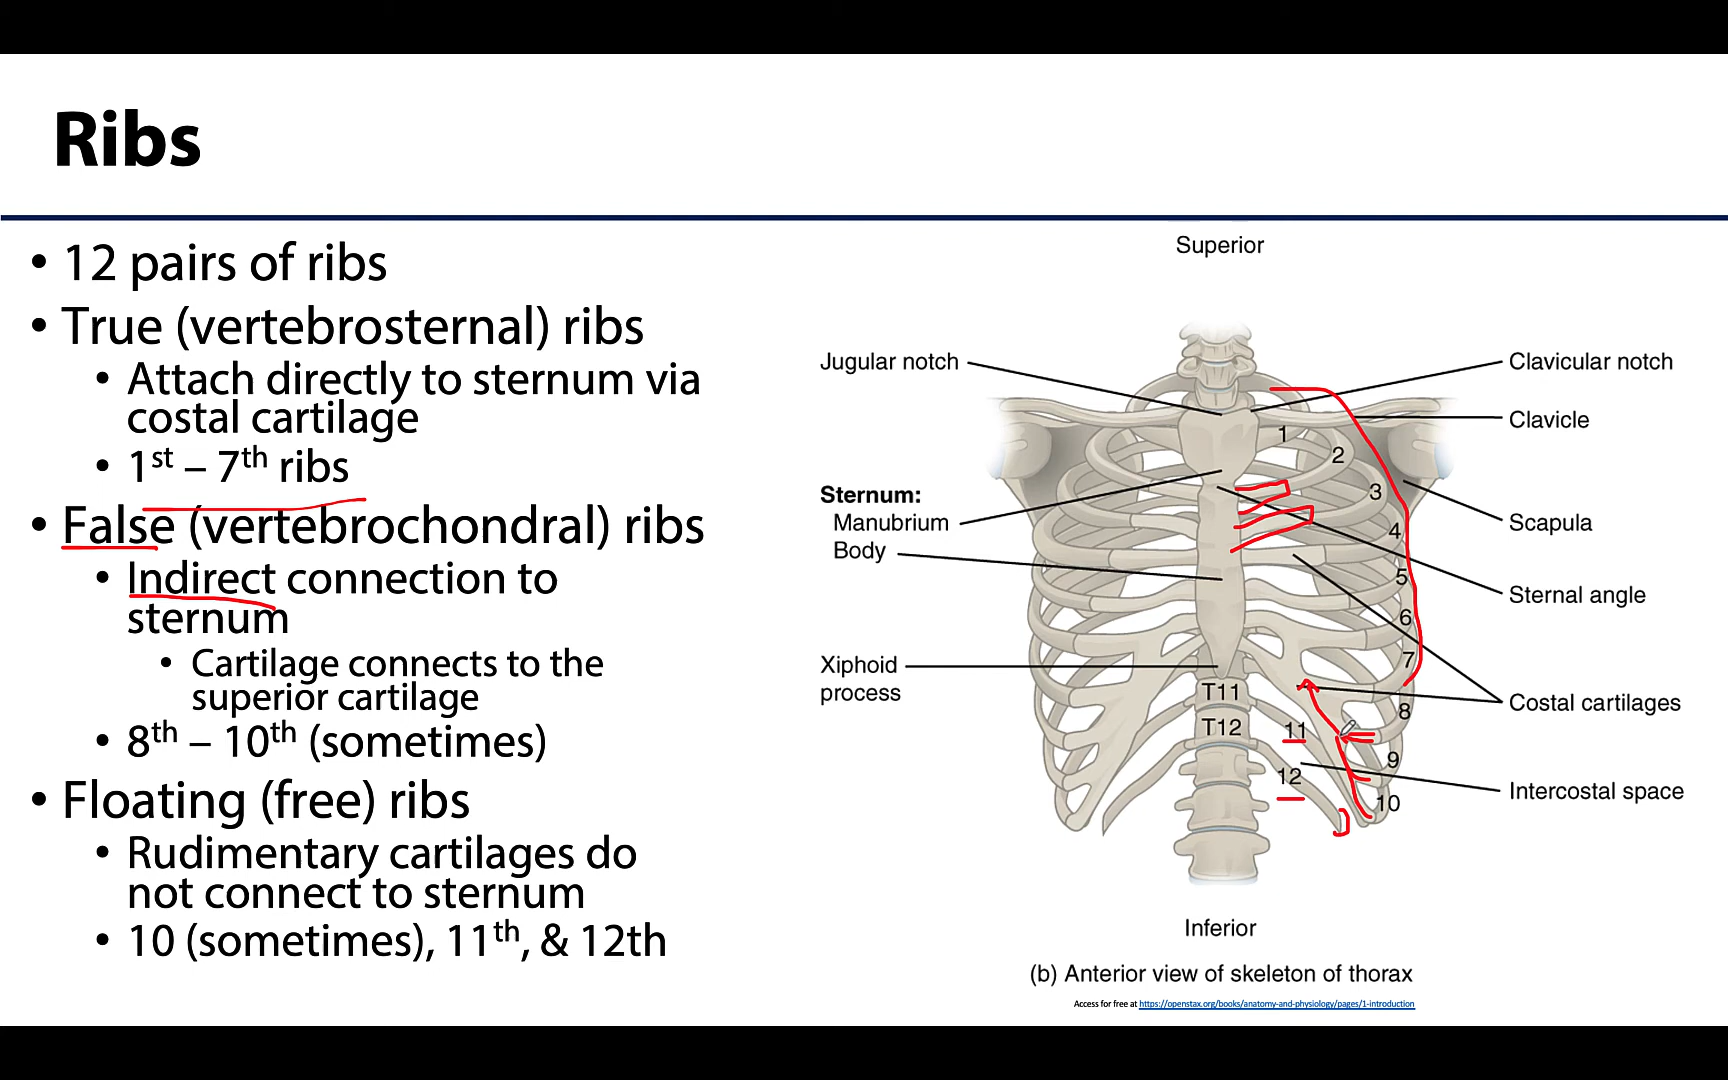 Ribs
• 12 pairs of ribs
• True (vertebrosternal) ribs
• Attach directly to sternum via
costal cartilage
• 1st – 7th ribs
• False (vertebrochondral) ribs
• Indirect connection to
sternum
• Cartilage connects to the
superior cartilage
• 8th – 10th (sometimes)
• Floating (free) ribs
• Rudimentary cartilages do
not connect to sternum
• 10 (sometimes), 11th, & 12th
Superior
Jugular notch
Sternum:
Manubrium
Body
Xiphoid
process
1
2
3
4
5
6
7
8
9
10
T11
T12
11
12
Clavicular notch
Clavicle
Scapula
Sternal angle
Costal cartilages
Intercostal space
Inferior
(b) Anterior view of skeleton of thorax
Access for free at https://openstax.org/books/anatomy-and-physiology/pages/1-introduction